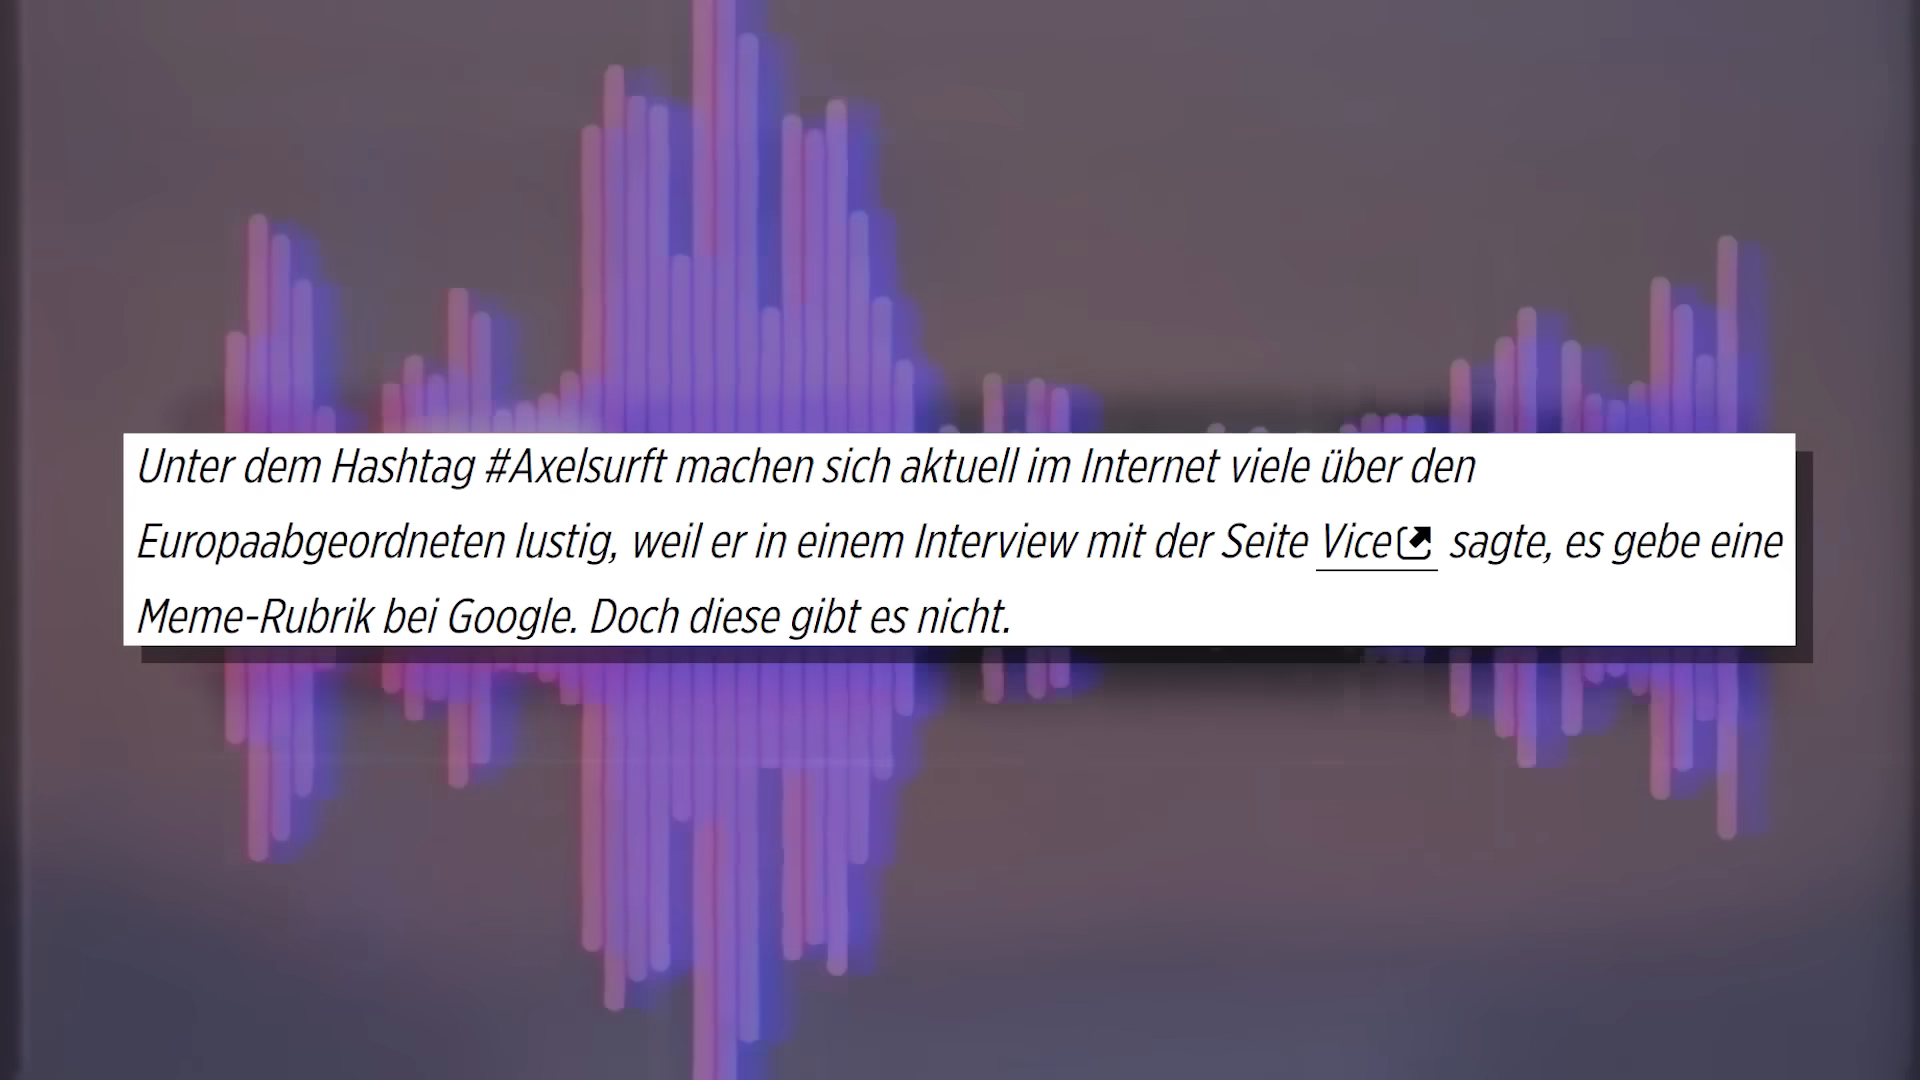 Unter dem Hashtag #Axelsurft machen sich aktuell im Internet viele über den
Europaabgeordneten lustig, weil er in einem Interview mit der Seite Vice sagte, es gebe eine
Meme-Rubrik bei Google. Doch diese gibt es nicht.